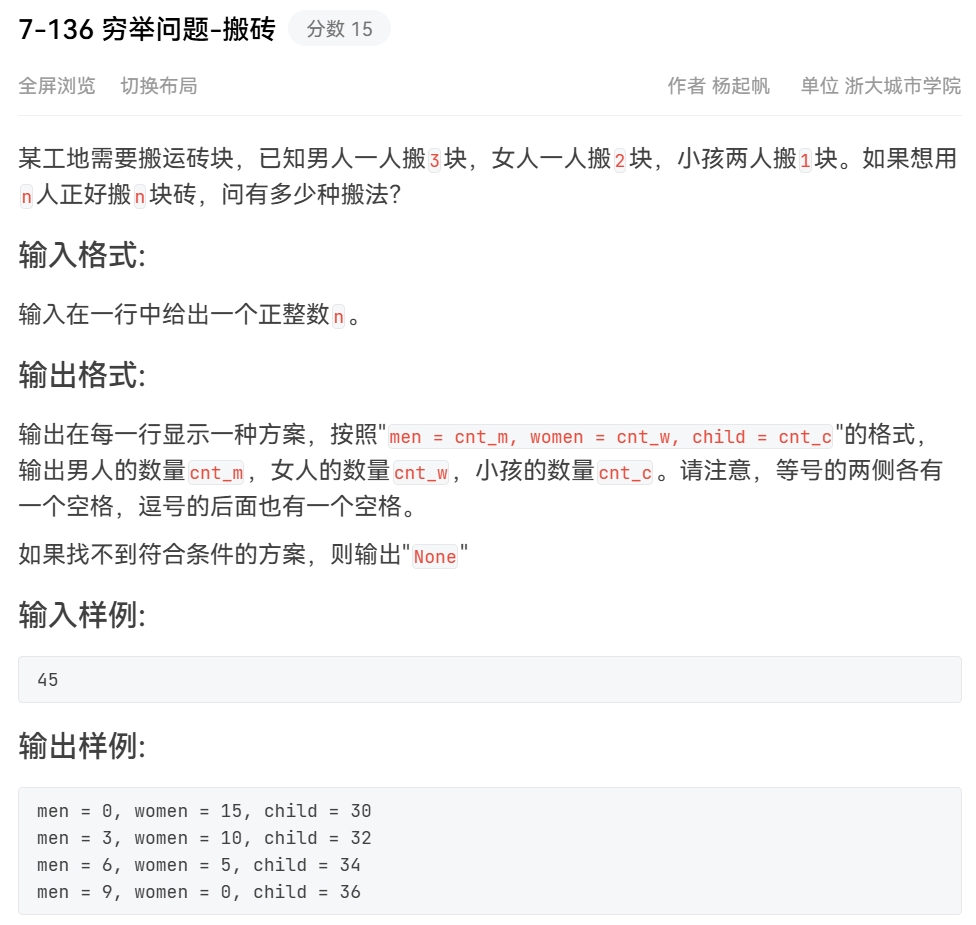 7-136 穷举问题-搬砖 分数 15
全屏浏览 切换布局 作者 杨起帆 单位 浙大城市学院
某工地需要搬运砖块，已知男人一人搬3块，女人一人搬2块，小孩两人搬1块。如果想用
n人正好搬n块砖，问有多少种搬法？
输入格式:
输入在一行中给出一个正整数n。
输出格式:
输出在每一行显示一种方案，按照"men = cnt_m, women = cnt_w, child = cnt_c"的格式，
输出男人的数量cnt_m，女人的数量cnt_w，小孩的数量cnt_c。请注意，等号的两侧各有
一个空格，逗号的后面也有一个空格。
如果找不到符合条件的方案，则输出"None"
输入样例:
45
输出样例:
men = 0, women = 15, child = 30
men = 3, women = 10, child = 32
men = 6, women = 5, child = 34
men = 9, women = 0, child = 36